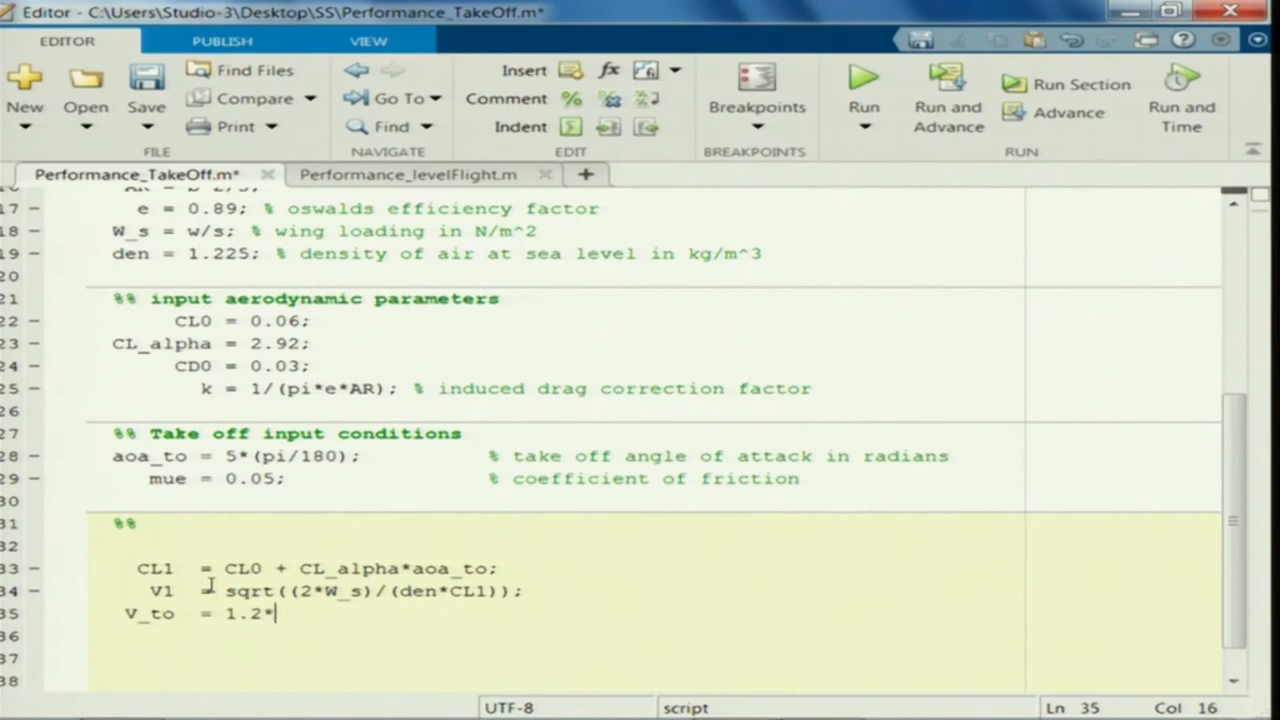 Editor - C:\Users\Studio-3\Desktop\SS\Performance_TakeOff.m*
EDITOR PUBLISH VIEW
New Open Save Find Files Compare Print
Go To Find
Insert fx
Comment % %
Indent
Breakpoints
Run Run and Advance Run Section Advance Run and Time
FILE NAVIGATE EDIT BREAKPOINTS RUN
Performance_TakeOff.m* Performance_levelFlight.m +
17 - e = 0.89; % oswalds efficiency factor
18 - W_s = w/s; % wing loading in N/m^2
19 - den = 1.225; % density of air at sea level in kg/m^3
20
21 %% input aerodynamic parameters
22 - CL0 = 0.06;
23 - CL_alpha = 2.92;
24 - CD0 = 0.03;
25 - k = 1/(pi*e*AR); % induced drag correction factor
26
27 %% Take off input conditions
28 - aoa_to = 5*(pi/180); % take off angle of attack in radians
29 - mue = 0.05; % coefficient of friction
30
31 %%
32
33 - CL1 = CL0 + CL_alpha*aoa_to;
34 - V1 = sqrt((2*W_s)/(den*CL1));
35 - V_to = 1.2*
36
37
38
UTF-8 script Ln 35 Col 16